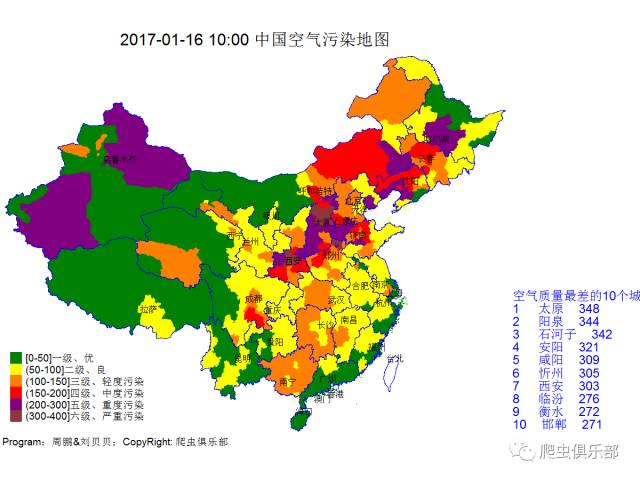 2017-01-16 10:00 中国空气污染地图
乌鲁木齐
哈尔滨
长春
沈阳
呼和浩特
北京
天津
银川
太原
石家庄
济南
西宁
兰州
西安
郑州
合肥
南京
上海
成都
武汉
杭州
拉萨
重庆
南昌
长沙
贵阳
福州
昆明
台北
南宁
广州
香港
澳门
海口
空气质量最差的10个城
1 太原 348
2 阳泉 344
3 石河子 342
4 安阳 321
5 咸阳 309
6 忻州 305
7 西安 303
8 临汾 276
9 衡水 272
10 邯郸 271
[0-50]一级、优
(50-100]二级、良
(100-150]三级、轻度污染
(150-200]四级、中度污染
(200-300]五级、重度污染
(300-400]六级、严重污染
Program：周鹏&刘贝贝；CopyRight: 爬虫俱乐部
爬虫俱乐部